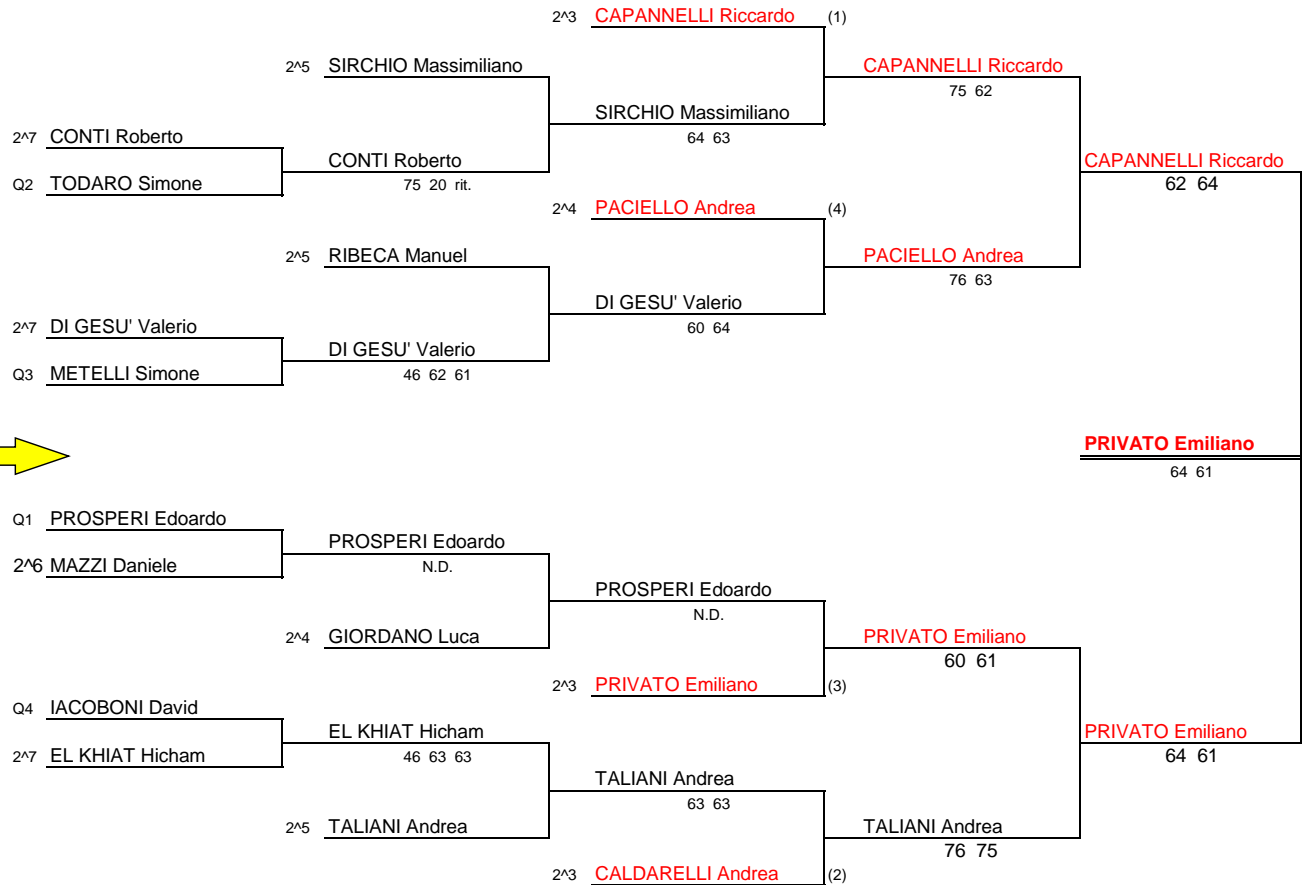 2^3 CAPANNELLI Riccardo (1)
2^5 SIRCHIO Massimiliano CAPANNELLI Riccardo
75 62
SIRCHIO Massimiliano
2^7 CONTI Roberto 64 63
CONTI Roberto CAPANNELLI Riccardo
Q2 TODARO Simone 75 20 rit. 62 64
2^4 PACIELLO Andrea (4)
2^5 RIBECA Manuel PACIELLO Andrea
76 63
DI GESU' Valerio
2^7 DI GESU' Valerio 60 64
DI GESU' Valerio
Q3 METELLI Simone 46 62 61
PRIVATO Emiliano
64 61
Q1 PROSPERI Edoardo
PROSPERI Edoardo
2^6 MAZZI Daniele N.D.
PROSPERI Edoardo
N.D.
2^4 GIORDANO Luca PRIVATO Emiliano
60 61
2^3 PRIVATO Emiliano (3)
Q4 IACOBONI David
EL KHIAT Hicham PRIVATO Emiliano
2^7 EL KHIAT Hicham 46 63 63 64 61
TALIANI Andrea
63 63
2^5 TALIANI Andrea TALIANI Andrea
76 75
2^3 CALDARELLI Andrea (2)